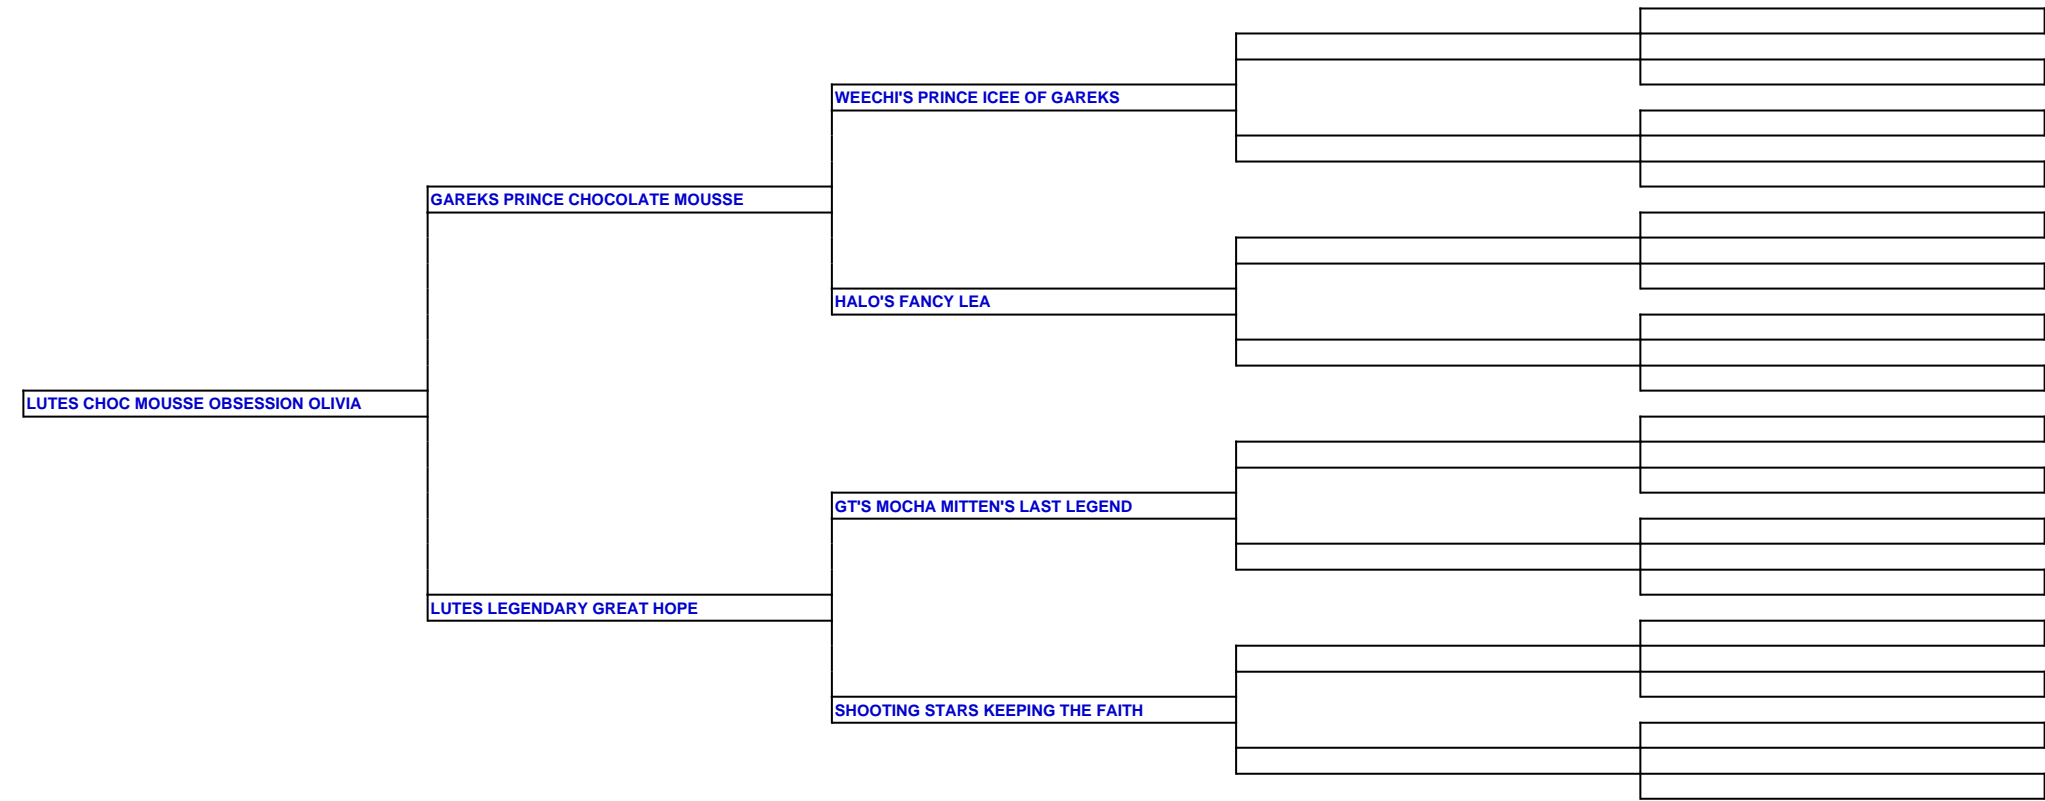 WEECHI'S PRINCE ICEE OF GAREKS
GAREKS PRINCE CHOCOLATE MOUSSE
HALO'S FANCY LEA
LUTES CHOC MOUSSE OBSESSION OLIVIA
GT'S MOCHA MITTEN'S LAST LEGEND
LUTES LEGENDARY GREAT HOPE
SHOOTING STARS KEEPING THE FAITH